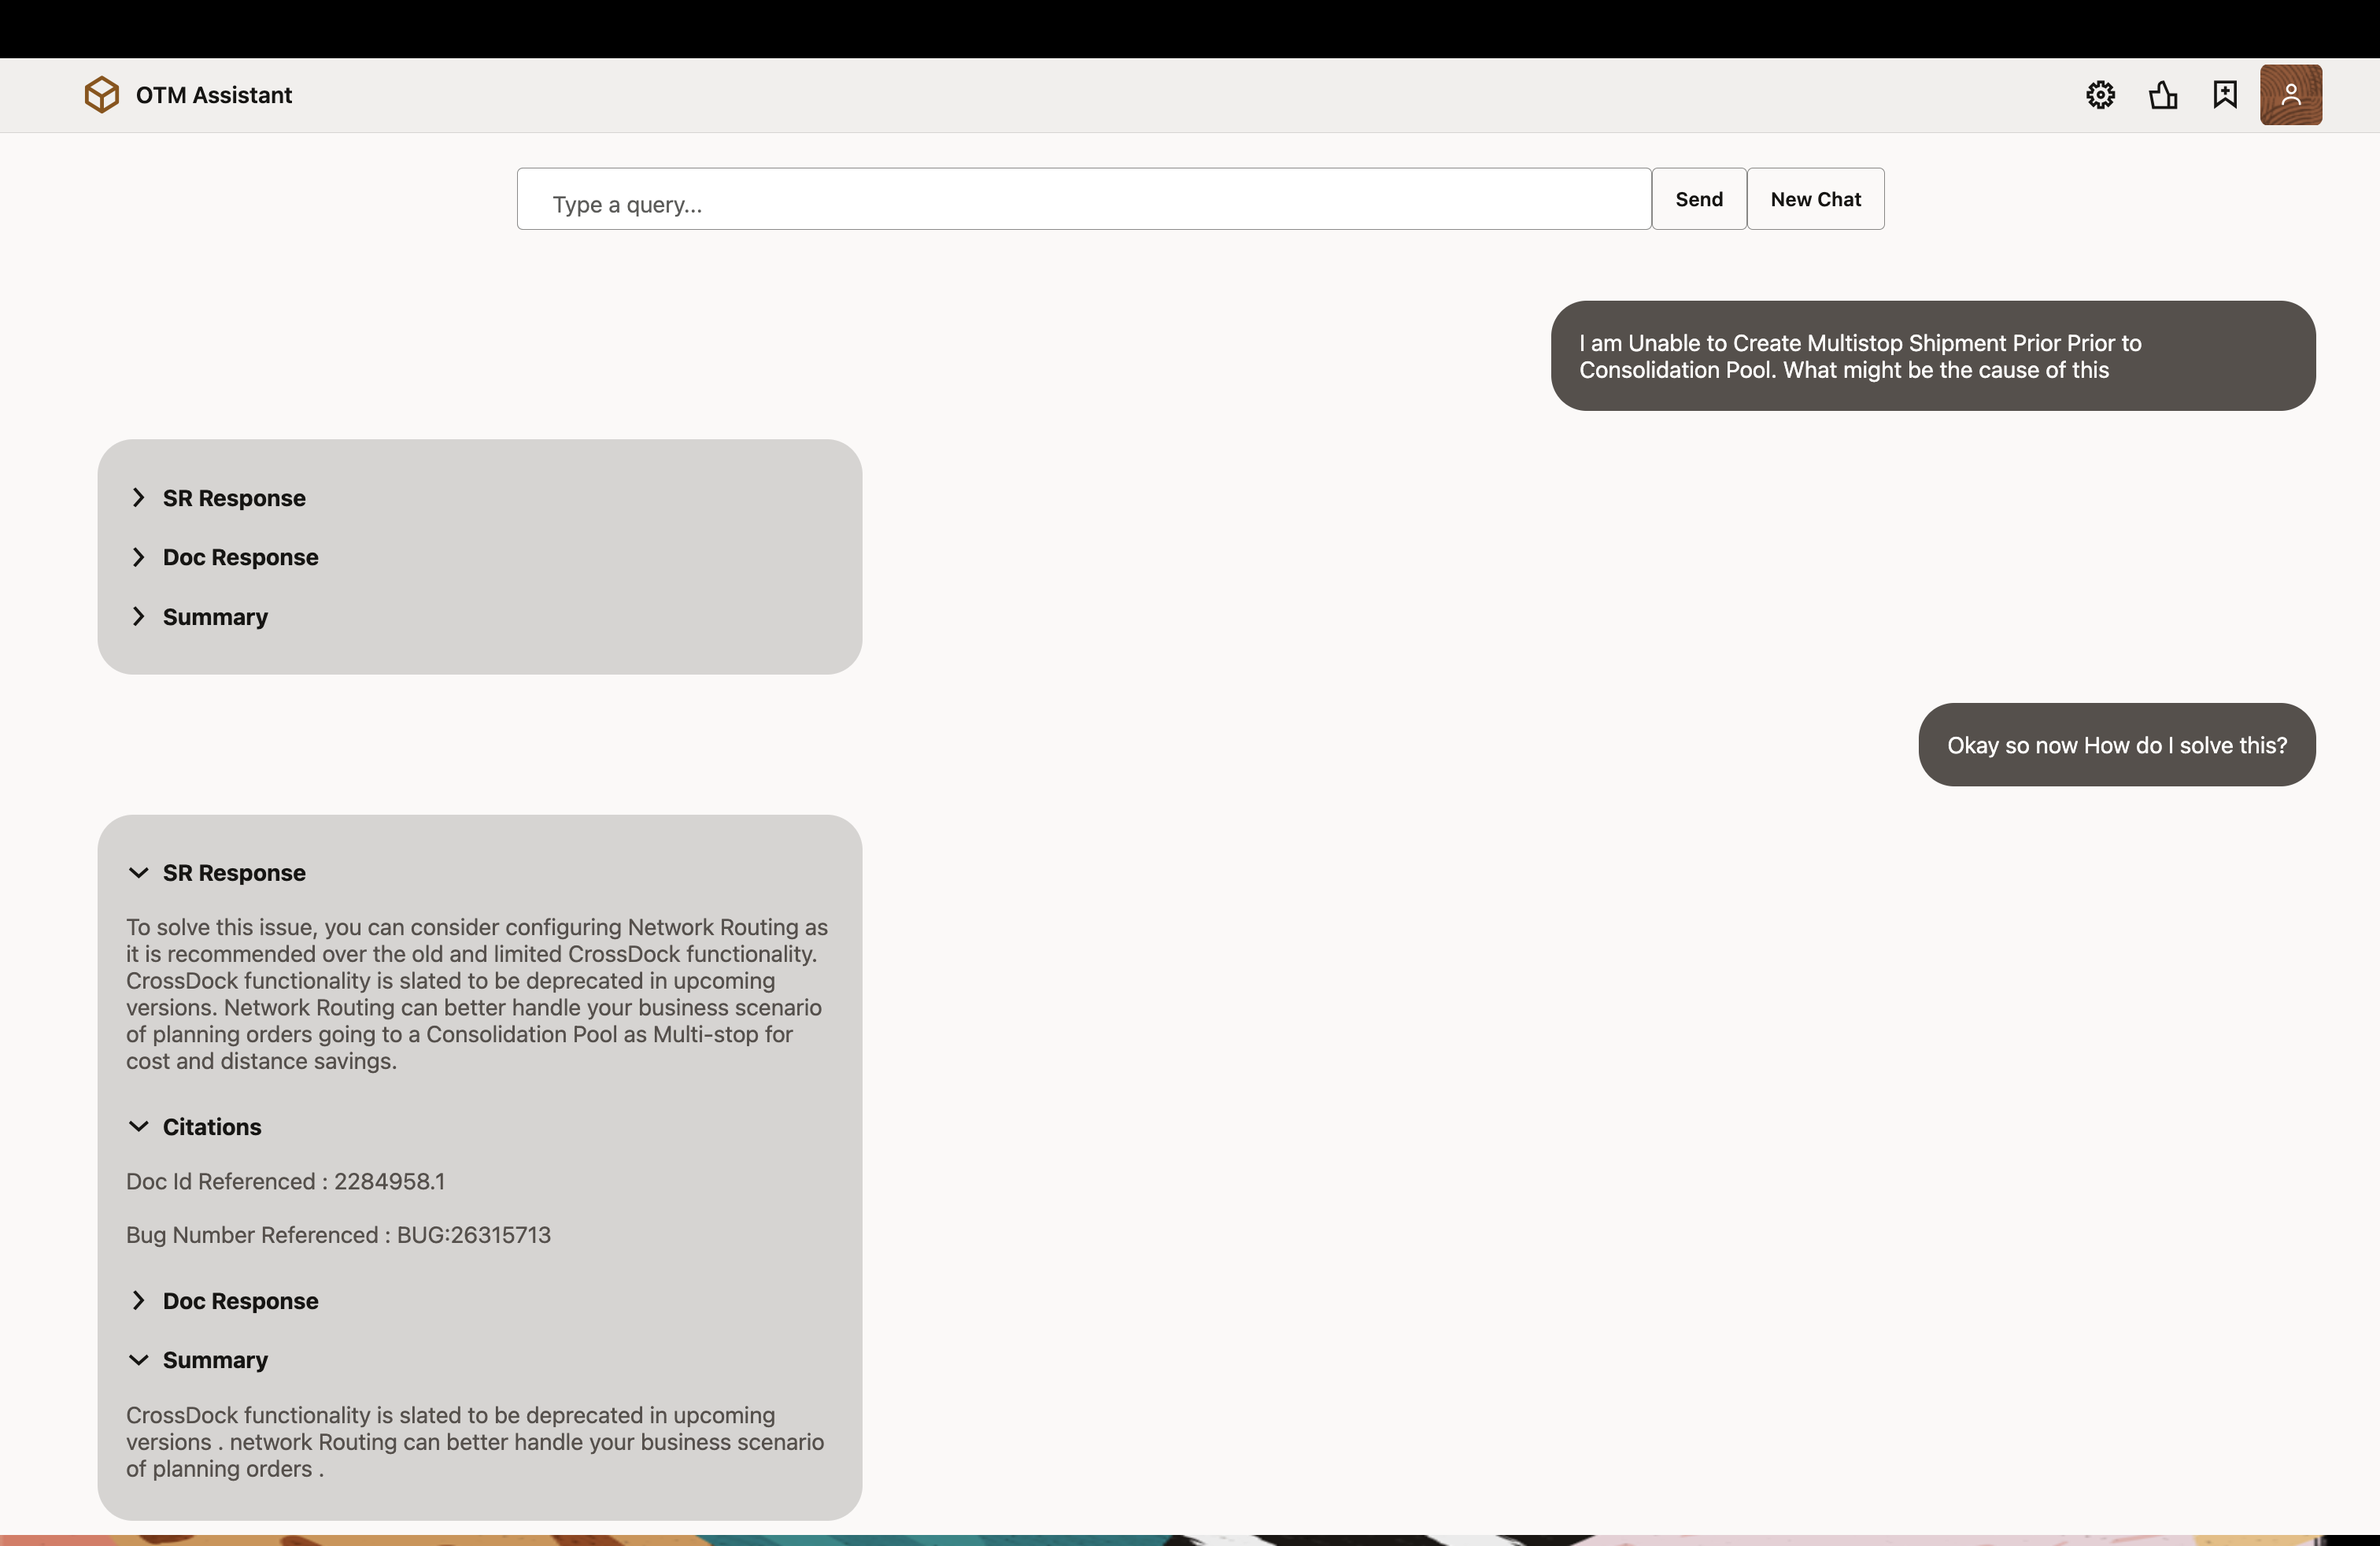 OTM Assistant
Type a query...
Send
New Chat
I am Unable to Create Multistop Shipment Prior Prior to
Consolidation Pool. What might be the cause of this
SR Response
Doc Response
Summary
Okay so now How do I solve this?
SR Response
To solve this issue, you can consider configuring Network Routing as
it is recommended over the old and limited CrossDock functionality.
CrossDock functionality is slated to be deprecated in upcoming
versions. Network Routing can better handle your business scenario
of planning orders going to a Consolidation Pool as Multi-stop for
cost and distance savings.
Citations
Doc Id Referenced : 2284958.1
Bug Number Referenced : BUG:26315713
Doc Response
Summary
CrossDock functionality is slated to be deprecated in upcoming
versions . network Routing can better handle your business scenario
of planning orders .